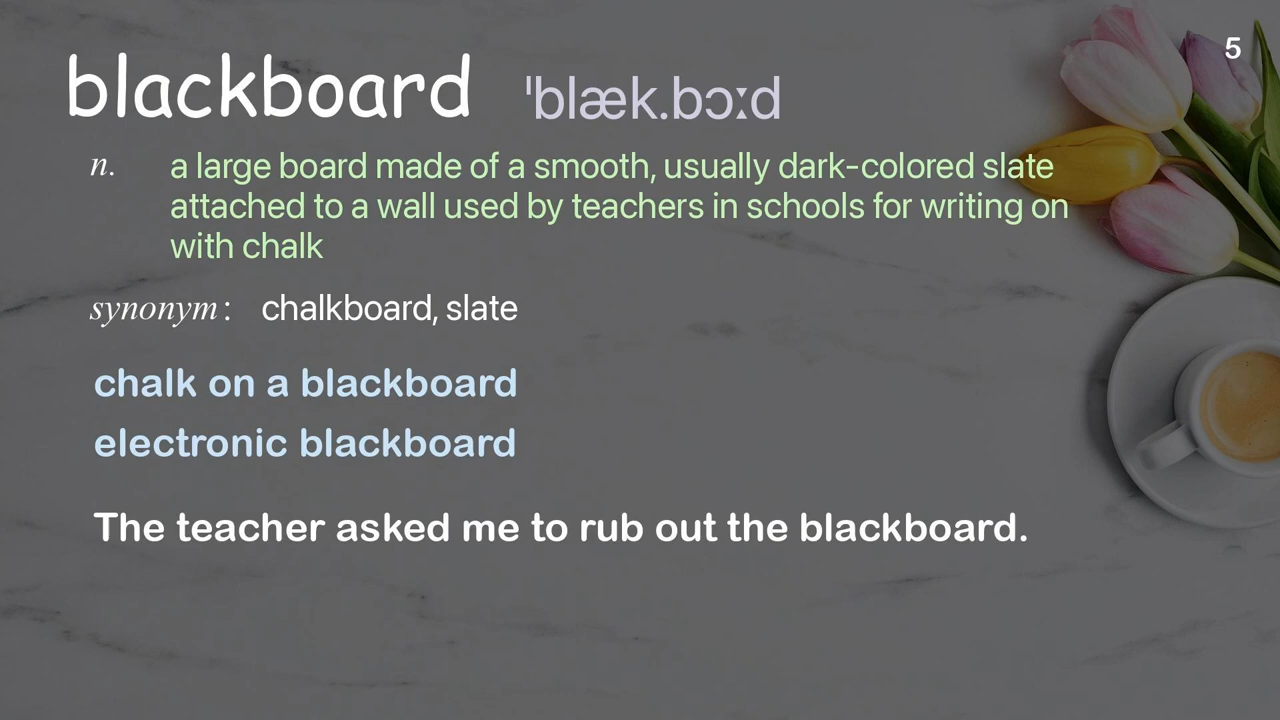 5
blackboard ˈblæk.bɔːd
n. a large board made of a smooth, usually dark-colored slate
attached to a wall used by teachers in schools for writing on
with chalk
synonym: chalkboard, slate
chalk on a blackboard
electronic blackboard
The teacher asked me to rub out the blackboard.